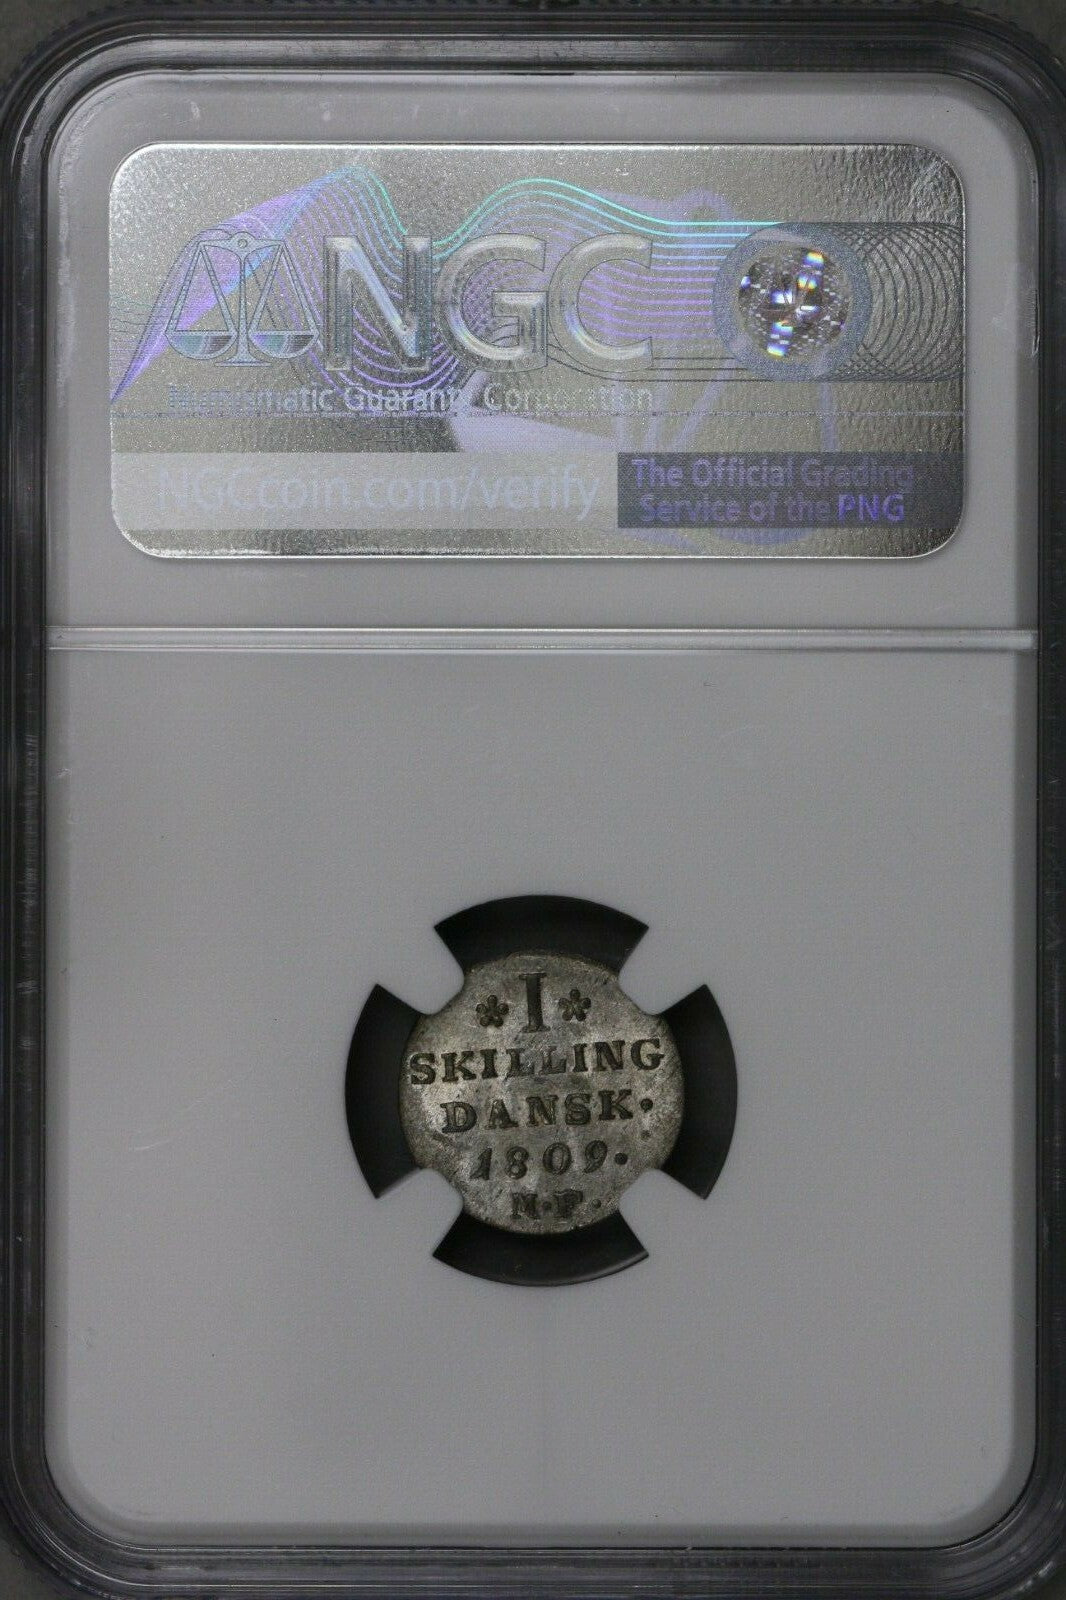 NGC
Numismatic Guaranty Corporation
NGCcoin.com/verify
The Official Grading
Service of the PNG
* I *
SKILLING
DANSK·
1809·
M·F·